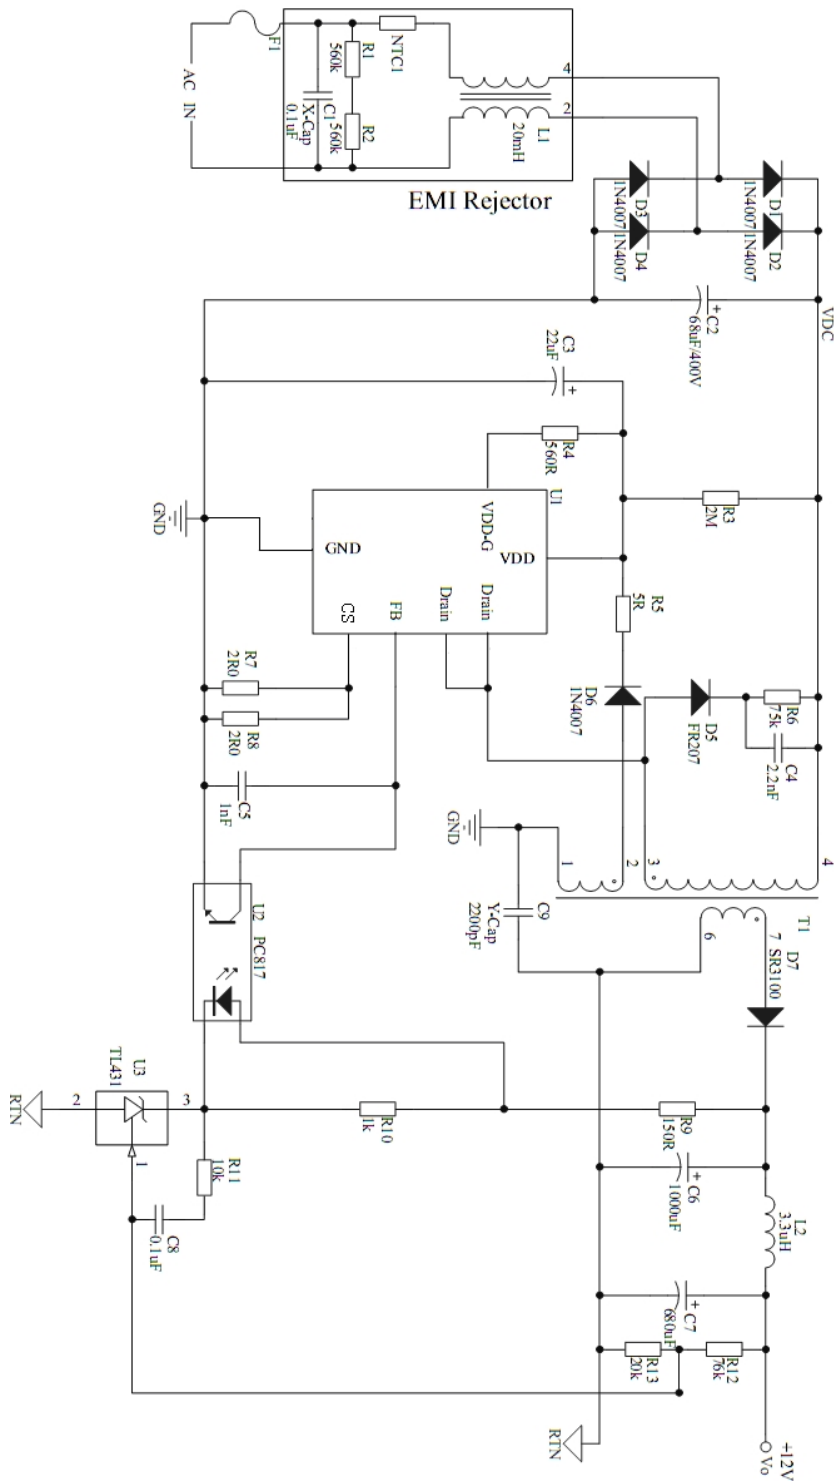 F1
AC IN
NTC1
R1
560k
R2
560k
C1
X-Cap
0.1uF
4
2
L1
20mH
EMI Rejector
D3
1N4007
D1
1N4007
D4
1N4007
D2
1N4007
VDC
C2
68uF/400V
+
C3
22uF
+
R4
560R
R3
2M
U1
VDD-G
VDD
GND
CS
FB
Drain
Drain
GND
R5
5R
R7
2R0
R8
2R0
D6
1N4007
D5
FR207
R6
75k
C4
2.2nF
C5
1nF
GND
1
2
3
4
T1
C9
Y-Cap
2200pF
6
7
D7
SR3100
U2
PC817
U3
TL431
2
3
1
RTN
R10
1k
R9
150R
R11
10k
C8
0.1uF
C6
1000uF
+
L2
3.3uH
C7
680uF
+
R13
20k
R12
76k
RTN
+12V
Vo